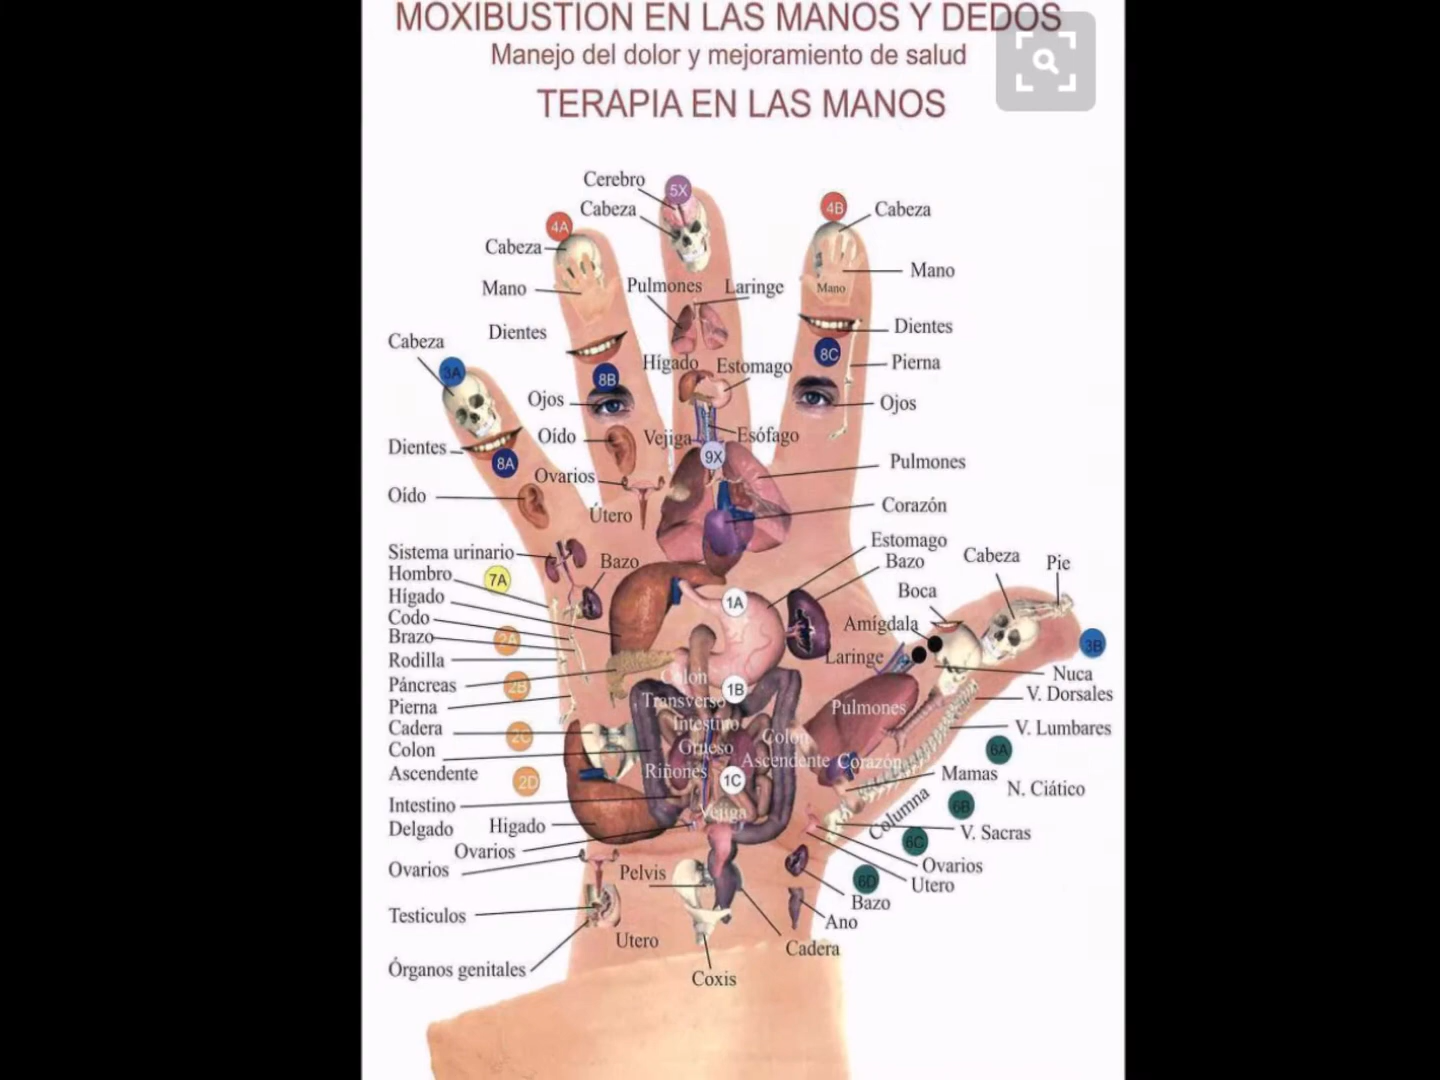 MOXIBUSTION EN LAS MANOS Y DEDOS
Manejo del dolor y mejoramiento de salud
TERAPIA EN LAS MANOS
Cerebro
5X
Cabeza
4B
Cabeza
4A
Cabeza
Mano
Mano
Pulmones
Laringe
Mano
Dientes
Dientes
Cabeza
8C
Hígado
Estomago
Pierna
3A
8B
Ojos
Ojos
Oído
Vejiga
Esófago
Dientes
9X
8A
Pulmones
Ovarios
Oído
Corazón
Útero
Estomago
Sistema urinario
Bazo
Bazo
Cabeza
Pie
Hombro
7A
Boca
Hígado
1A
Codo
Amígdala
Brazo
2A
3B
Laringe
Rodilla
Nuca
Páncreas
2B
Colon
1B
V. Dorsales
Transverso
Pierna
Pulmones
Intestino
Cadera
2C
Colon
V. Lumbares
Colon
Grueso
6A
Ascendente
Ascendente
Corazón
Riñones
Mamas
2D
1C
N. Ciático
Intestino
6B
Vejiga
Columna
Delgado
Higado
V. Sacras
6C
Ovarios
Ovarios
Ovarios
Pelvis
6D
Utero
Bazo
Testiculos
Ano
Utero
Cadera
Órganos genitales
Coxis